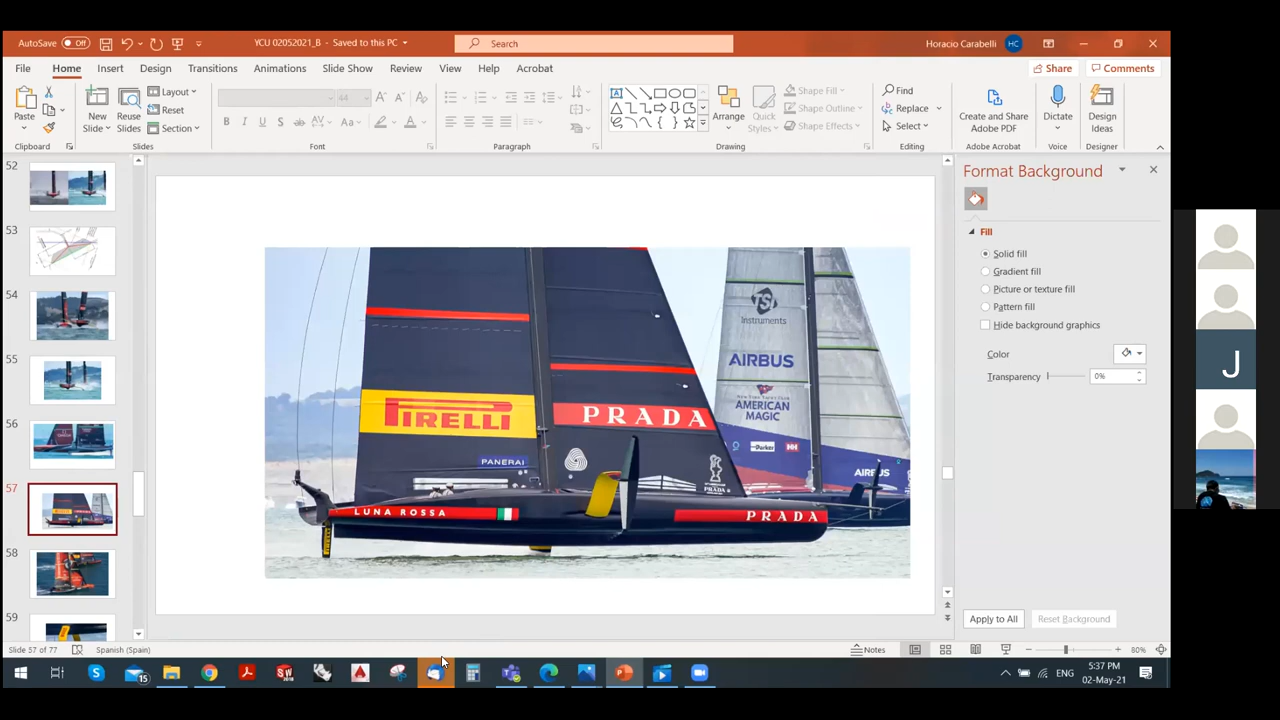 AutoSave Off
YCU 02052021_B - Saved to this PC
Search
Horacio Carabelli HC
File Home Insert Design Transitions Animations Slide Show Review View Help Acrobat
Share Comments
Paste
New Slide
Reuse Slides
Layout
Reset
Section
44
B I U S ab AV Aa A
Arrange
Quick Styles
Shape Fill
Shape Outline
Shape Effects
Find
Replace
Select
Create and Share Adobe PDF
Dictate
Design Ideas
Clipboard Slides Font Paragraph Drawing Editing Adobe Acrobat Voice Designer
52
53
54
55
56
57
58
59
PIRELLI
PRADA
PANERAI
LUNA ROSSA
PRADA
TSI
Instruments
AIRBUS
AMERICAN
MAGIC
Parker
AIRBUS
Format Background
Fill
Solid fill
Gradient fill
Picture or texture fill
Pattern fill
Hide background graphics
Color
Transparency 0%
Apply to All Reset Background
J
Slide 57 of 77 Spanish (Spain) Notes 80%
15
ENG
5:37 PM
02-May-21